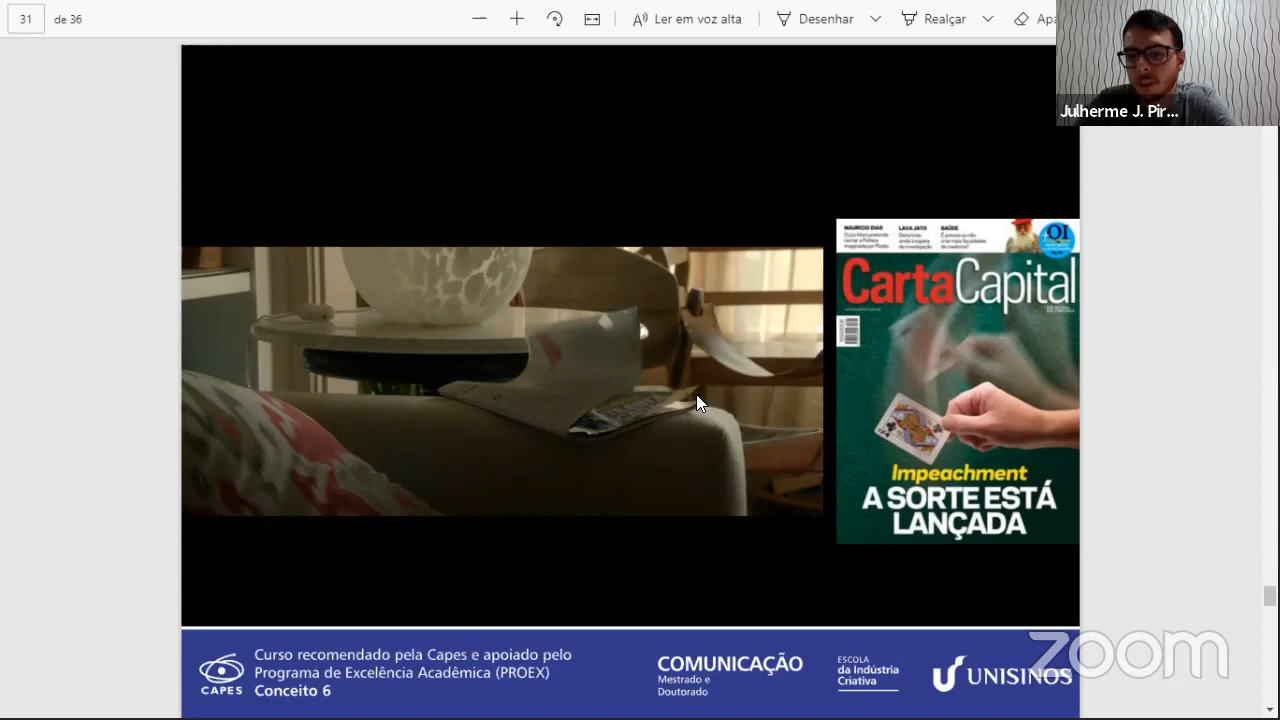 31 de 36
Ler em voz alta
Desenhar
Realçar
Julherme J. Pir...
MAURICIO DIAS
LAVA JATO
SAÚDE
QI
CartaCapital
Impeachment
A SORTE ESTÁ
LANÇADA
CAPES
Curso recomendado pela Capes e apoiado pelo
Programa de Excelência Acadêmica (PROEX)
Conceito 6
COMUNICAÇÃO
Mestrado e
Doutorado
ESCOLA
da Indústria
Criativa
UNISINOS
zoom